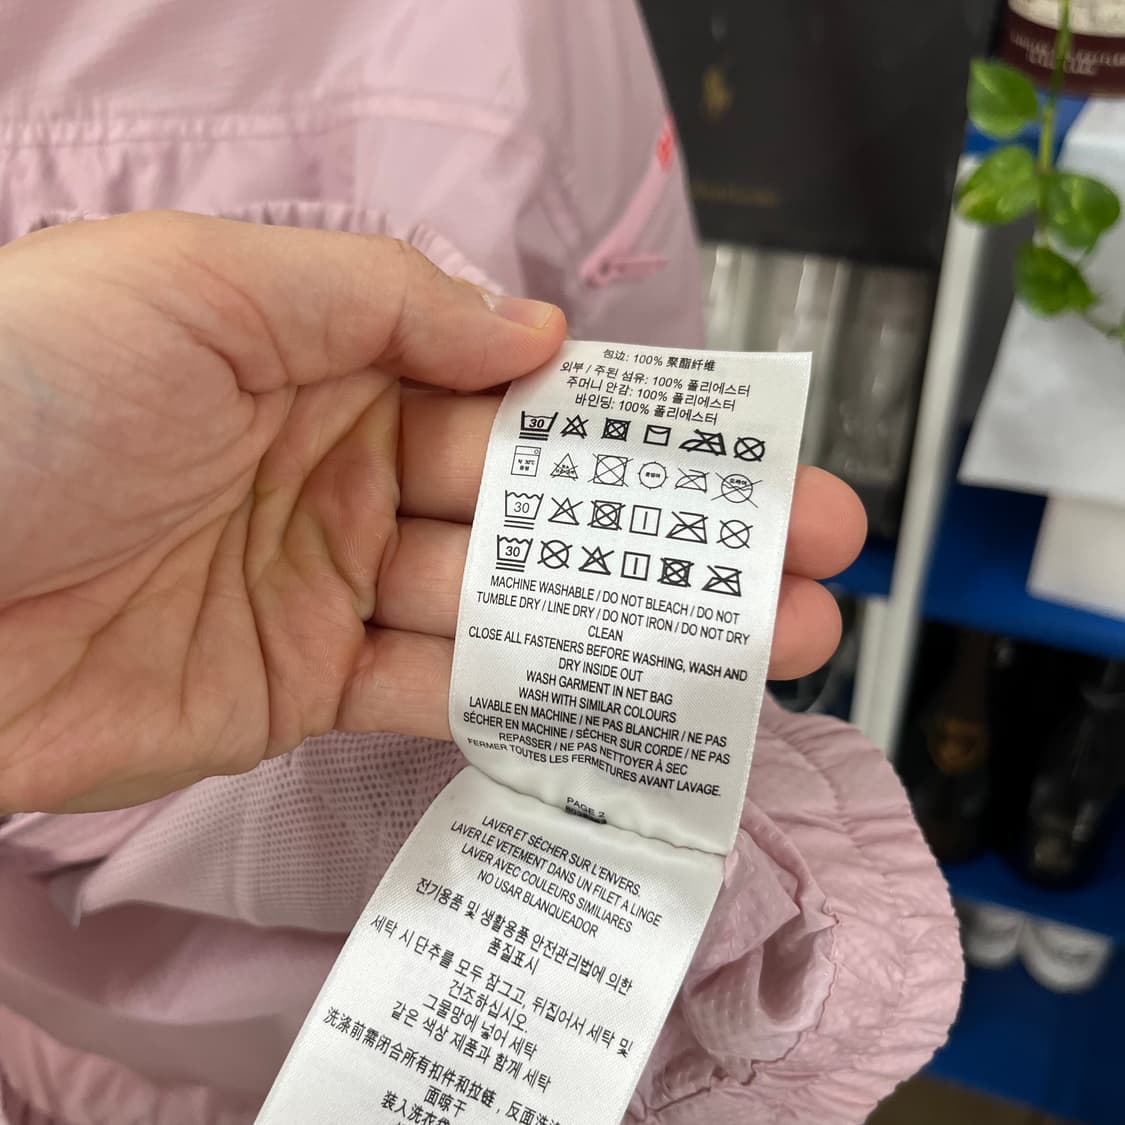 包边: 100% 聚酯纤维
외부 / 주된 섬유: 100% 폴리에스터
주머니 안감: 100% 폴리에스터
바인딩: 100% 폴리에스터
30
30
30
MACHINE WASHABLE / DO NOT BLEACH / DO NOT
TUMBLE DRY / LINE DRY / DO NOT IRON / DO NOT DRY
CLEAN
CLOSE ALL FASTENERS BEFORE WASHING, WASH AND
DRY INSIDE OUT
WASH GARMENT IN NET BAG
WASH WITH SIMILAR COLOURS
LAVABLE EN MACHINE / NE PAS BLANCHIR / NE PAS
SÉCHER EN MACHINE / SÉCHER SUR CORDE / NE PAS
REPASSER / NE PAS NETTOYER À SEC
FERMER TOUTES LES FERMETURES AVANT LAVAGE.
PAGE 2
LAVER ET SÉCHER SUR L'ENVERS.
LAVER LE VETEMENT DANS UN FILET A LINGE
LAVER AVEC COULEURS SIMILIARES
NO USAR BLANQUEADOR
전기용품 및 생활용품 안전관리법에 의한
품질표시
세탁 시 단추를 모두 잠그고, 뒤집어서 세탁 및
건조하십시오.
그물망에 넣어 세탁
같은 색상 제품과 함께 세탁
洗涤前需闭合所有扣件和拉链，反面洗
面晾干
装入洗衣袋